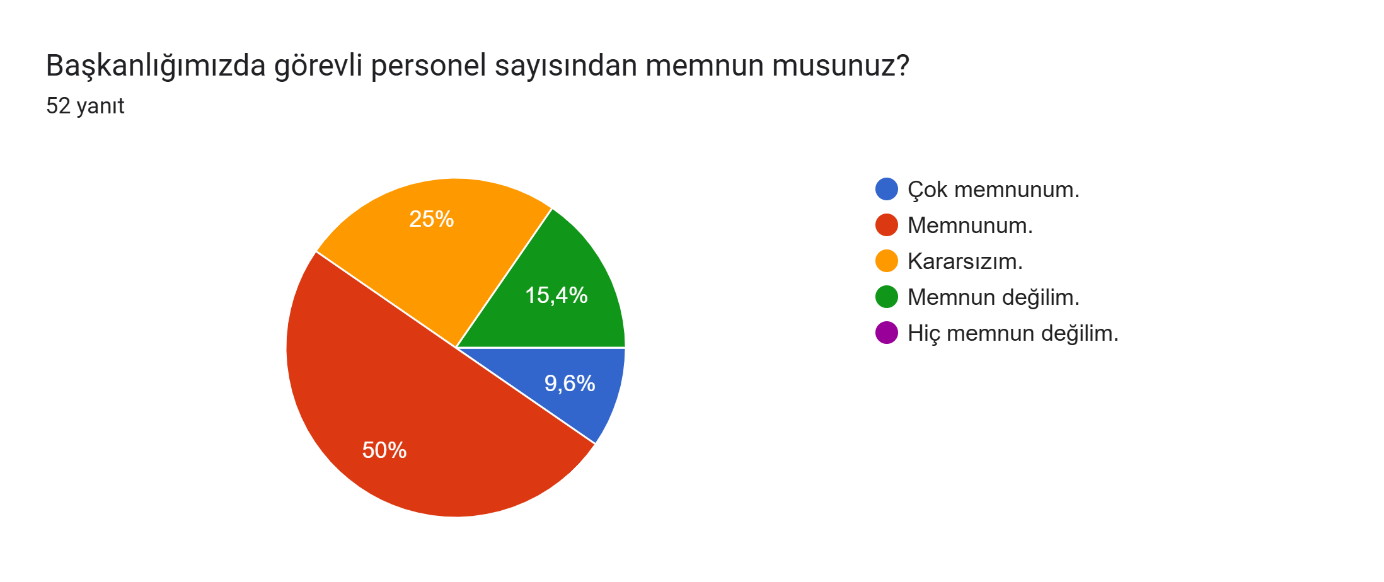 Başkanlığımızda görevli personel sayısından memnun musunuz?
52 yanıt
25%
15,4%
9,6%
50%
Çok memnunum.
Memnunum.
Kararsızım.
Memnun değilim.
Hiç memnun değilim.